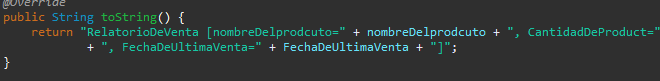 @Override
public String toString() {
return "RelatorioDeVenta [nombreDelprodcuto=" + nombreDelprodcuto + ", CantidadDeProduct="
+ ", FechaDeUltimaVenta=" + FechaDeUltimaVenta + "]";
}